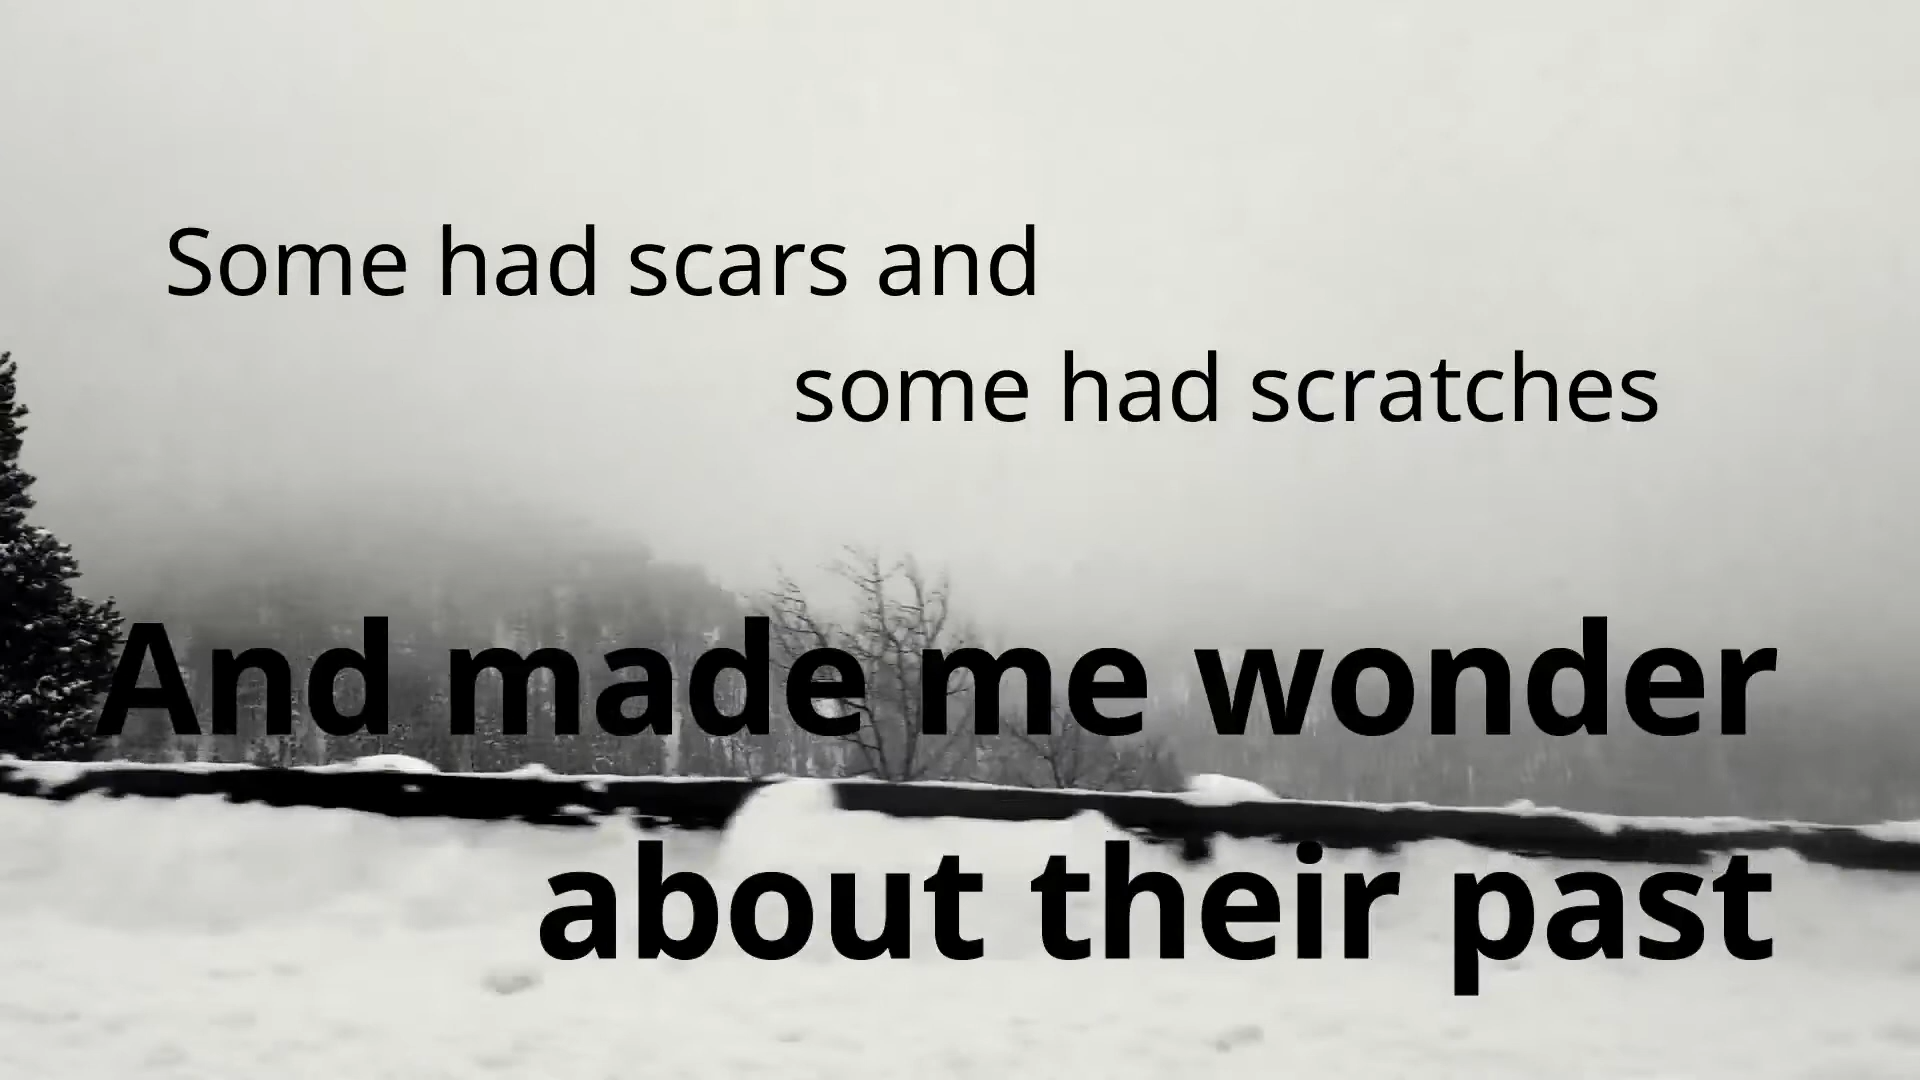 Some had scars and
some had scratches
And made me wonder
about their past